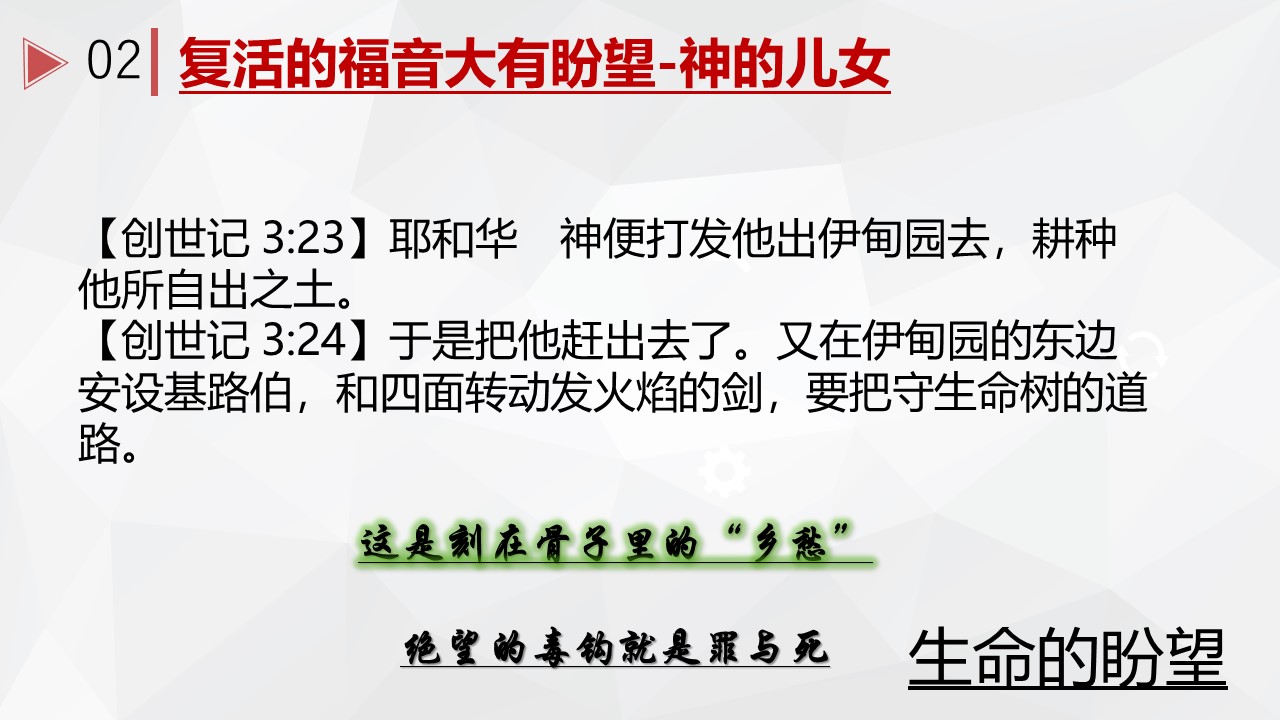 02 复活的福音大有盼望-神的儿女
【创世记 3:23】耶和华　神便打发他出伊甸园去，耕种
他所自出之土。
【创世记 3:24】于是把他赶出去了。又在伊甸园的东边
安设基路伯，和四面转动发火焰的剑，要把守生命树的道
路。
这是刻在骨子里的“乡愁”
绝望的毒钩就是罪与死
生命的盼望